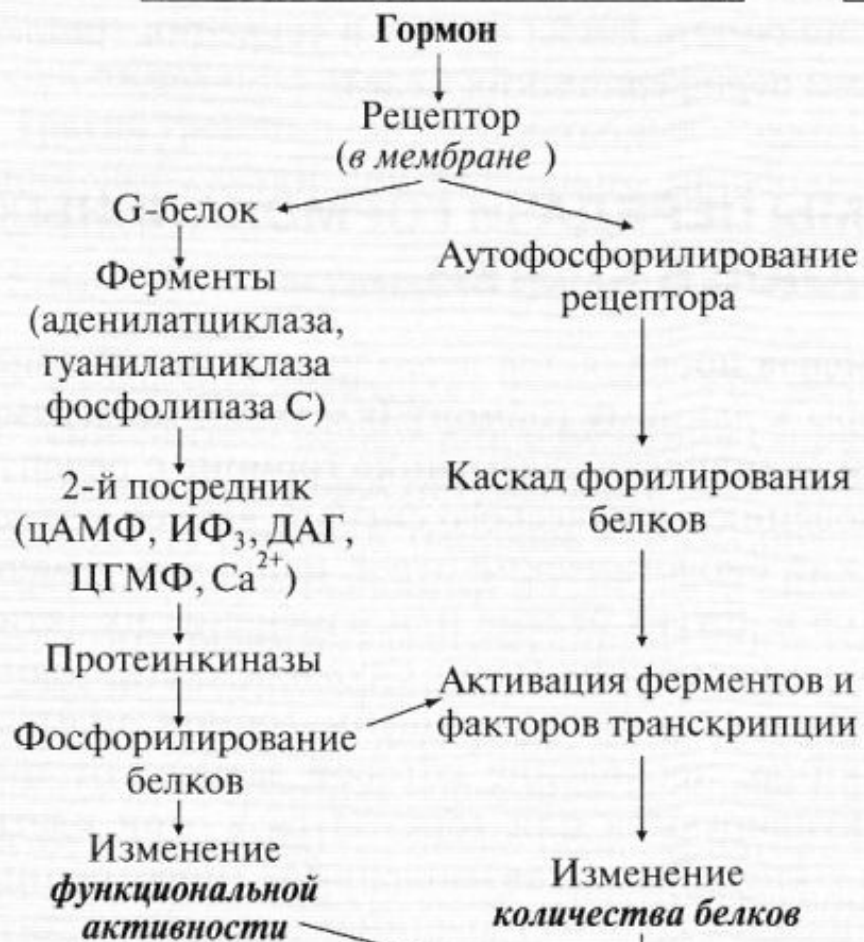 Гормон
Рецептор
(в мембране )
G-белок
Ферменты
(аденилатциклаза,
гуанилатциклаза
фосфолипаза С)
2-й посредник
(цАМФ, ИФ₃, ДАГ,
ЦГМФ, Ca²⁺)
Протеинкиназы
Фосфорилирование
белков
Изменение
функциональной
активности
Аутофосфорилирование
рецептора
Каскад форилирования
белков
Активация ферментов и
факторов транскрипции
Изменение
количества белков